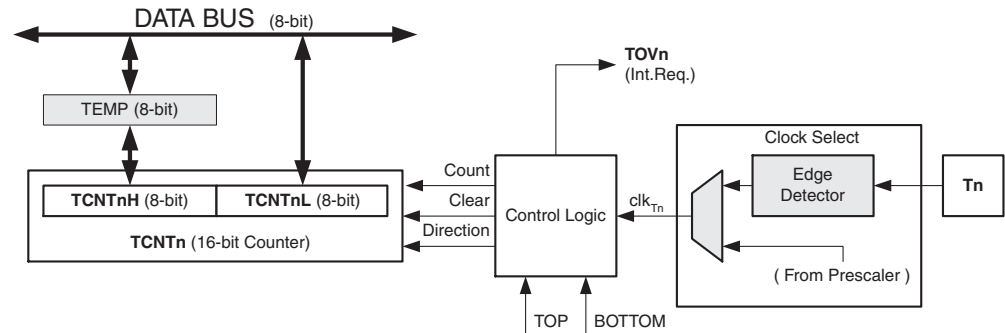 DATA BUS (8-bit)
TOVn
(Int.Req.)
TEMP (8-bit)
Clock Select
Count
Edge
Detector
Tn
TCNTnH (8-bit) TCNTnL (8-bit)
Clear
Control Logic
clkTn
TCNTn (16-bit Counter)
Direction
( From Prescaler )
TOP BOTTOM